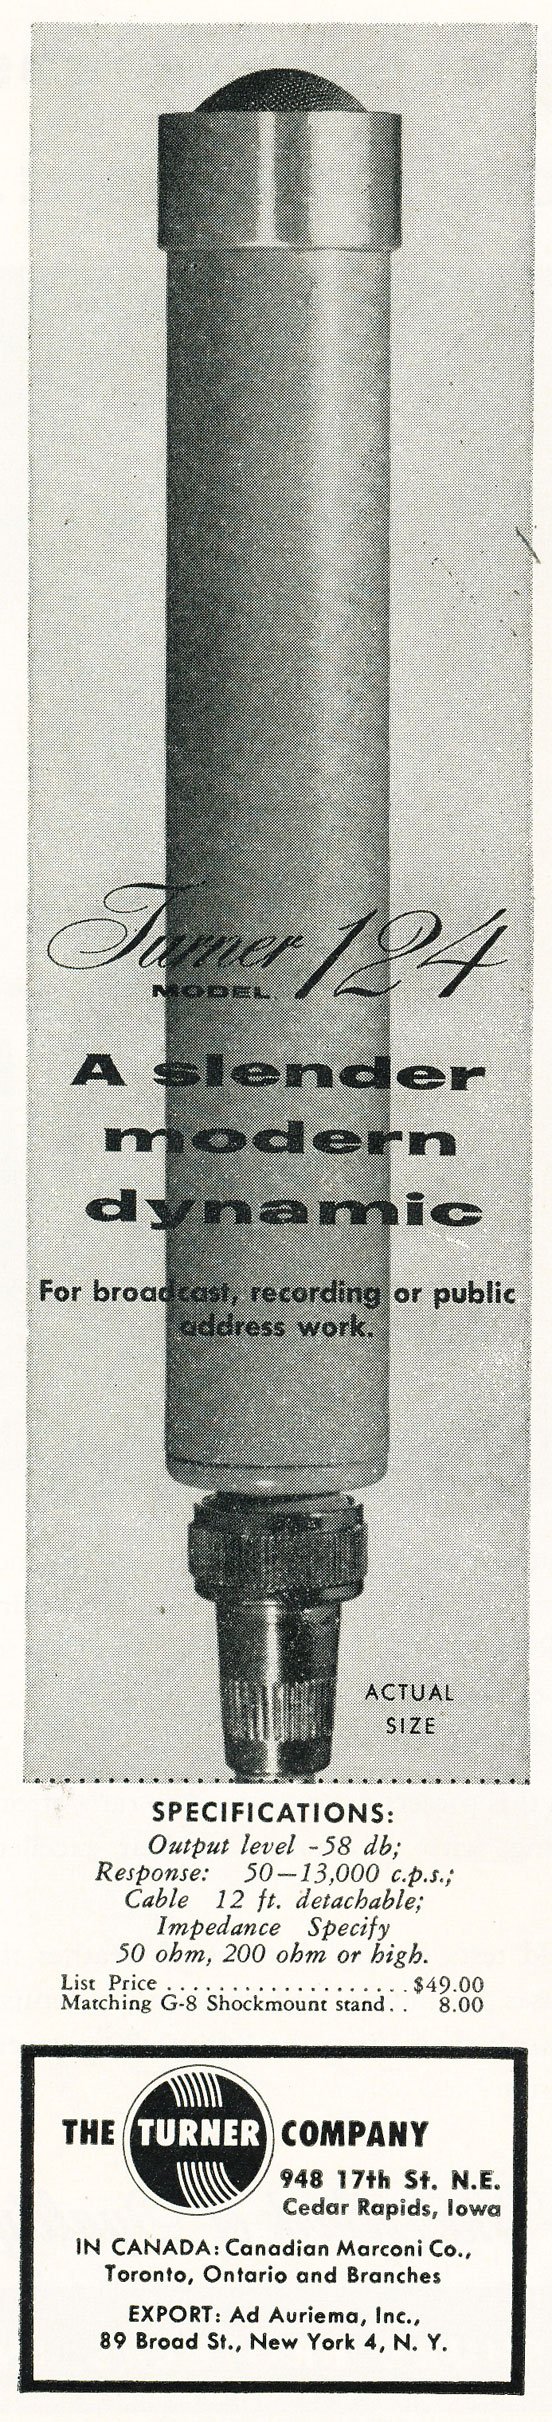 Turner 124
MODEL
A slender
modern
dynamic
For broadcast, recording or public
address work.
ACTUAL
SIZE
SPECIFICATIONS:
Output level -58 db;
Response: 50—13,000 c.p.s.;
Cable 12 ft. detachable;
Impedance Specify
50 ohm, 200 ohm or high.
List Price . . . . . . . . . . . . . . . . . . . $49.00
Matching G-8 Shockmount stand. . 8.00
THE TURNER COMPANY
948 17th St. N.E.
Cedar Rapids, Iowa
IN CANADA: Canadian Marconi Co.,
Toronto, Ontario and Branches
EXPORT: Ad Auriema, Inc.,
89 Broad St., New York 4, N. Y.